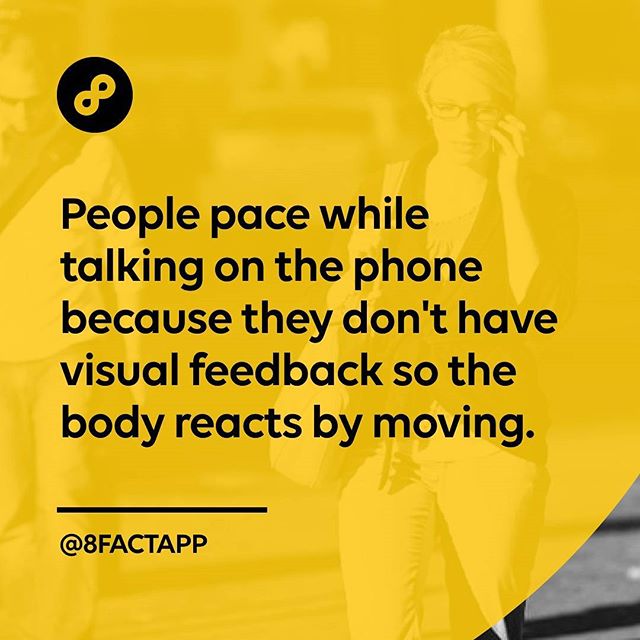 People pace while
talking on the phone
because they don't have
visual feedback so the
body reacts by moving.
@8FACTAPP